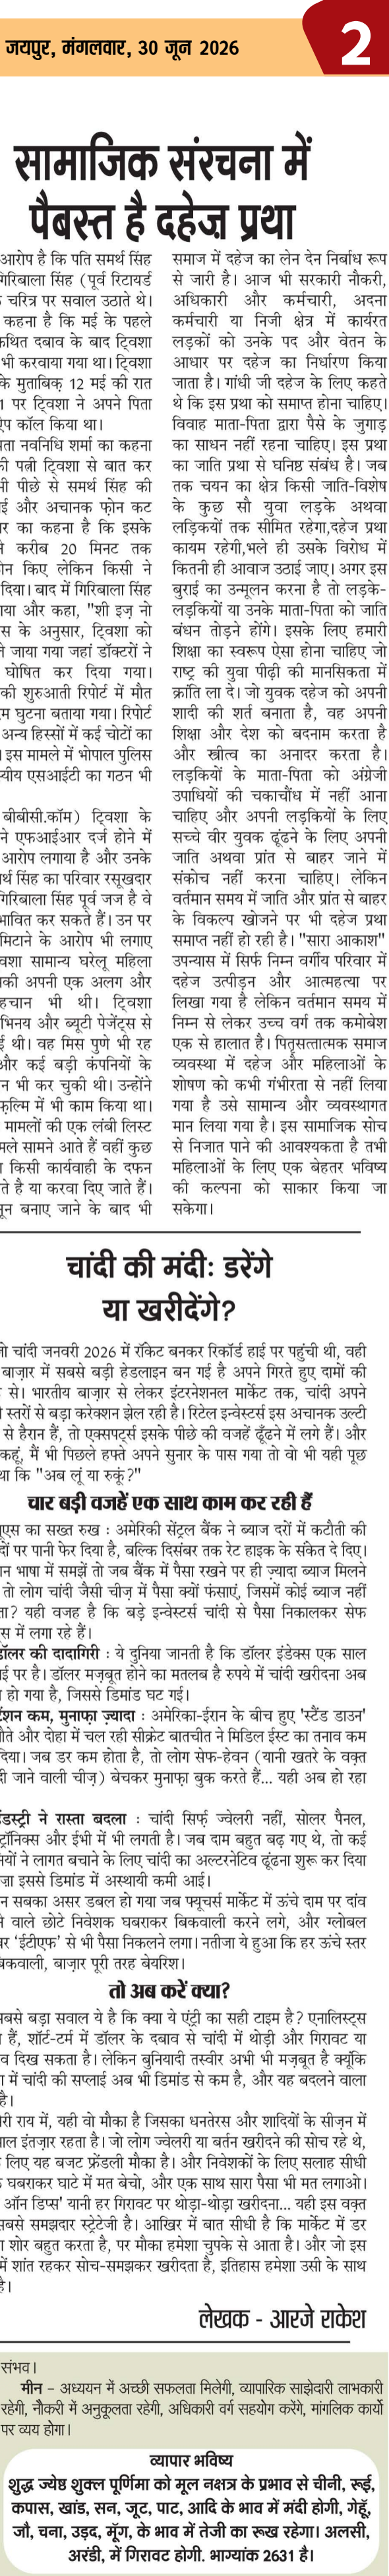 जयपुर, मंगलवार, 30 जून 2026
2
सामाजिक संरचना में
पैबस्त है दहेज़ प्रथा
आरोप है कि पति समर्थ सिंह
गिरिबाला सिंह (पूर्व रिटायर्ड
चरित्र पर सवाल उठाते थे।
कहना है कि मई के पहले
कथित दबाव के बाद ट्विशा
भी करवाया गया था। ट्विशा
के मुताबिक़ 12 मई की रात
पर ट्विशा ने अपने पिता
ऐप कॉल किया था।
नवनिधि शर्मा का कहना
की पत्नी ट्विशा से बात कर
पीछे से समर्थ सिंह की
ई और अचानक फ़ोन कट
र का कहना है कि इसके
करीब 20 मिनट तक
किए लेकिन किसी ने
दिया। बाद में गिरिबाला सिंह
या और कहा, "शी इज़ नो
स के अनुसार, ट्विशा को
ले जाया गया जहां डॉक्टरों ने
घोषित कर दिया गया।
की शुरुआती रिपोर्ट में मौत
दम घुटना बताया गया। रिपोर्ट
अन्य हिस्सों में कई चोटों का
इस मामले में भोपाल पुलिस
स्यीय एसआईटी का गठन भी
बीबीसी.कॉम) ट्विशा के
ने एफआईआर दर्ज होने में
आरोप लगाया है और उनके
र्थ सिंह का परिवार रसूखदार
गिरिबाला सिंह पूर्व जज है वे
भावित कर सकते हैं। उन पर
मिटाने के आरोप भी लगाए
वशा सामान्य घरेलू महिला
की अपनी एक अलग और
हचान भी थी। ट्विशा
भिनय और ब्यूटी पेजेंट्स से
ई थी। वह मिस पुणे भी रह
और कई बड़ी कंपनियों के
न भी कर चुकी थी। उन्होंने
फ़िल्म में भी काम किया था।
मामलों की एक लंबी लिस्ट
मले सामने आते हैं वहीं कुछ
किसी कार्यवाही के दफन
ते है या करवा दिए जाते हैं।
नून बनाए जाने के बाद भी
समाज में दहेज का लेन देन निर्बाध रूप
से जारी है। आज भी सरकारी नौकरी,
अधिकारी और कर्मचारी, अदना
कर्मचारी या निजी क्षेत्र में कार्यरत
लड़कों को उनके पद और वेतन के
आधार पर दहेज का निर्धारण किया
जाता है। गांधी जी दहेज के लिए कहते
थे कि इस प्रथा को समाप्त होना चाहिए।
विवाह माता-पिता द्वारा पैसे के जुगाड़
का साधन नहीं रहना चाहिए। इस प्रथा
का जाति प्रथा से घनिष्ठ संबंध है। जब
तक चयन का क्षेत्र किसी जाति-विशेष
के कुछ सौ युवा लड़के अथवा
लड़िकयों तक सीमित रहेगा,दहेज प्रथा
कायम रहेगी,भले ही उसके विरोध में
कितनी ही आवाज उठाई जाए। अगर इस
बुराई का उन्मूलन करना है तो लड़के-
लड़कियों या उनके माता-पिता को जाति
बंधन तोड़ने होंगे। इसके लिए हमारी
शिक्षा का स्वरूप ऐसा होना चाहिए जो
राष्ट्र की युवा पीढ़ी की मानसिकता में
क्रांति ला दे। जो युवक दहेज को अपनी
शादी की शर्त बनाता है, वह अपनी
शिक्षा और देश को बदनाम करता है
और स्त्रीत्व का अनादर करता है।
लड़कियों के माता-पिता को अंग्रेजी
उपाधियों की चकाचौंध में नहीं आना
चाहिए और अपनी लड़कियों के लिए
सच्चे वीर युवक ढूंढने के लिए अपनी
जाति अथवा प्रांत से बाहर जाने में
संकोच नहीं करना चाहिए। लेकिन
वर्तमान समय में जाति और प्रांत से बाहर
के विकल्प खोजने पर भी दहेज प्रथा
समाप्त नहीं हो रही है। "सारा आकाश"
उपन्यास में सिर्फ निम्न वर्गीय परिवार में
दहेज उत्पीड़न और आत्महत्या पर
लिखा गया है लेकिन वर्तमान समय में
निम्न से लेकर उच्च वर्ग तक कमोबेश
एक से हालात है। पितृसत्तात्मक समाज
व्यवस्था में दहेज और महिलाओं के
शोषण को कभी गंभीरता से नहीं लिया
गया है उसे सामान्य और व्यवस्थागत
मान लिया गया है। इस सामाजिक सोच
से निजात पाने की आवश्यकता है तभी
महिलाओं के लिए एक बेहतर भविष्य
की कल्पना को साकार किया जा
सकेगा।
चांदी की मंदी: डरेंगे
या खरीदेंगे?
चांदी जनवरी 2026 में रॉकेट बनकर रिकॉर्ड हाई पर पहुंची थी, वही
बाज़ार में सबसे बड़ी हेडलाइन बन गई है अपने गिरते हुए दामों की
से। भारतीय बाज़ार से लेकर इंटरनेशनल मार्केट तक, चांदी अपने
स्तरों से बड़ा करेक्शन झेल रही है। रिटेल इन्वेस्टर्स इस अचानक उल्टी
से हैरान हैं, तो एक्सपर्ट्स इसके पीछे की वजहें ढूँढने में लगे हैं। और
कहूं, मैं भी पिछले हफ्ते अपने सुनार के पास गया तो वो भी यही पूछ
था कि "अब लूं या रुकूं?"
चार बड़ी वजहें एक साथ काम कर रही हैं
यूएस का सख्त रुख : अमेरिकी सेंट्रल बैंक ने ब्याज दरों में कटौती की
दों पर पानी फेर दिया है, बल्कि दिसंबर तक रेट हाइक के संकेत दे दिए।
न भाषा में समझें तो जब बैंक में पैसा रखने पर ही ज़्यादा ब्याज मिलने
तो लोग चांदी जैसी चीज़ में पैसा क्यों फंसाएं, जिसमें कोई ब्याज नहीं
ता? यही वजह है कि बड़े इन्वेस्टर्स चांदी से पैसा निकालकर सेफ
स में लगा रहे हैं।
डॉलर की दादागिरी : ये दुनिया जानती है कि डॉलर इंडेक्स एक साल
ई पर है। डॉलर मज़बूत होने का मतलब है रुपये में चांदी खरीदना अब
हो गया है, जिससे डिमांड घट गई।
टेंशन कम, मुनाफ़ा ज़्यादा : अमेरिका-ईरान के बीच हुए 'स्टैंड डाउन'
ौते और दोहा में चल रही सीक्रेट बातचीत ने मिडिल ईस्ट का तनाव कम
दिया। जब डर कम होता है, तो लोग सेफ-हेवन (यानी खतरे के वक्त
दी जाने वाली चीज़) बेचकर मुनाफ़ा बुक करते हैं... यही अब हो रहा
इंडस्ट्री ने रास्ता बदला : चांदी सिर्फ़ ज्वेलरी नहीं, सोलर पैनल,
ट्रॉनिक्स और ईभी में भी लगती है। जब दाम बहुत बढ़ गए थे, तो कई
नियों ने लागत बचाने के लिए चांदी का अल्टरनेटिव ढूंढना शुरू कर दिया
जा इससे डिमांड में अस्थायी कमी आई।
न सबका असर डबल हो गया जब फ्यूचर्स मार्केट में ऊंचे दाम पर दांव
ने वाले छोटे निवेशक घबराकर बिकवाली करने लगे, और ग्लोबल
र 'ईटीएफ' से भी पैसा निकलने लगा। नतीजा ये हुआ कि हर ऊंचे स्तर
बिकवाली, बाज़ार पूरी तरह बेयरिश।
तो अब करें क्या?
सबसे बड़ा सवाल ये है कि क्या ये एंट्री का सही टाइम है? एनालिस्ट्स
हैं, शॉर्ट-टर्म में डॉलर के दबाव से चांदी में थोड़ी और गिरावट या
व दिख सकता है। लेकिन बुनियादी तस्वीर अभी भी मज़बूत है क्यूंकि
में चांदी की सप्लाई अब भी डिमांड से कम है, और यह बदलने वाला
है।
मेरी राय में, यही वो मौका है जिसका धनतेरस और शादियों के सीज़न में
साल इंतज़ार रहता है। जो लोग ज्वेलरी या बर्तन खरीदने की सोच रहे थे,
लिए यह बजट फ्रेंडली मौका है। और निवेशकों के लिए सलाह सीधी
घबराकर घाटे में मत बेचो, और एक साथ सारा पैसा भी मत लगाओ।
ऑन डिप्स' यानी हर गिरावट पर थोड़ा-थोड़ा खरीदना... यही इस वक्त
सबसे समझदार स्ट्रेटेजी है। आखिर में बात सीधी है कि मार्केट में डर
शोर बहुत करता है, पर मौका हमेशा चुपके से आता है। और जो इस
में शांत रहकर सोच-समझकर खरीदता है, इतिहास हमेशा उसी के साथ
है।
लेखक - आरजे राकेश
संभव।
मीन - अध्ययन में अच्छी सफलता मिलेगी, व्यापारिक साझेदारी लाभकारी
रहेगी, नौकरी में अनुकूलता रहेगी, अधिकारी वर्ग सहयोग करेंगे, मांगलिक कार्यो
पर व्यय होगा।
व्यापार भविष्य
शुद्ध ज्येष्ठ शुक्ल पूर्णिमा को मूल नक्षत्र के प्रभाव से चीनी, रूई,
कपास, खांड, सन, जूट, पाट, आदि के भाव में मंदी होगी, गेहूँ,
जौ, चना, उड़द, मूँग, के भाव में तेजी का रूख रहेगा। अलसी,
अरंडी, में गिरावट होगी. भाग्यांक 2631 है।